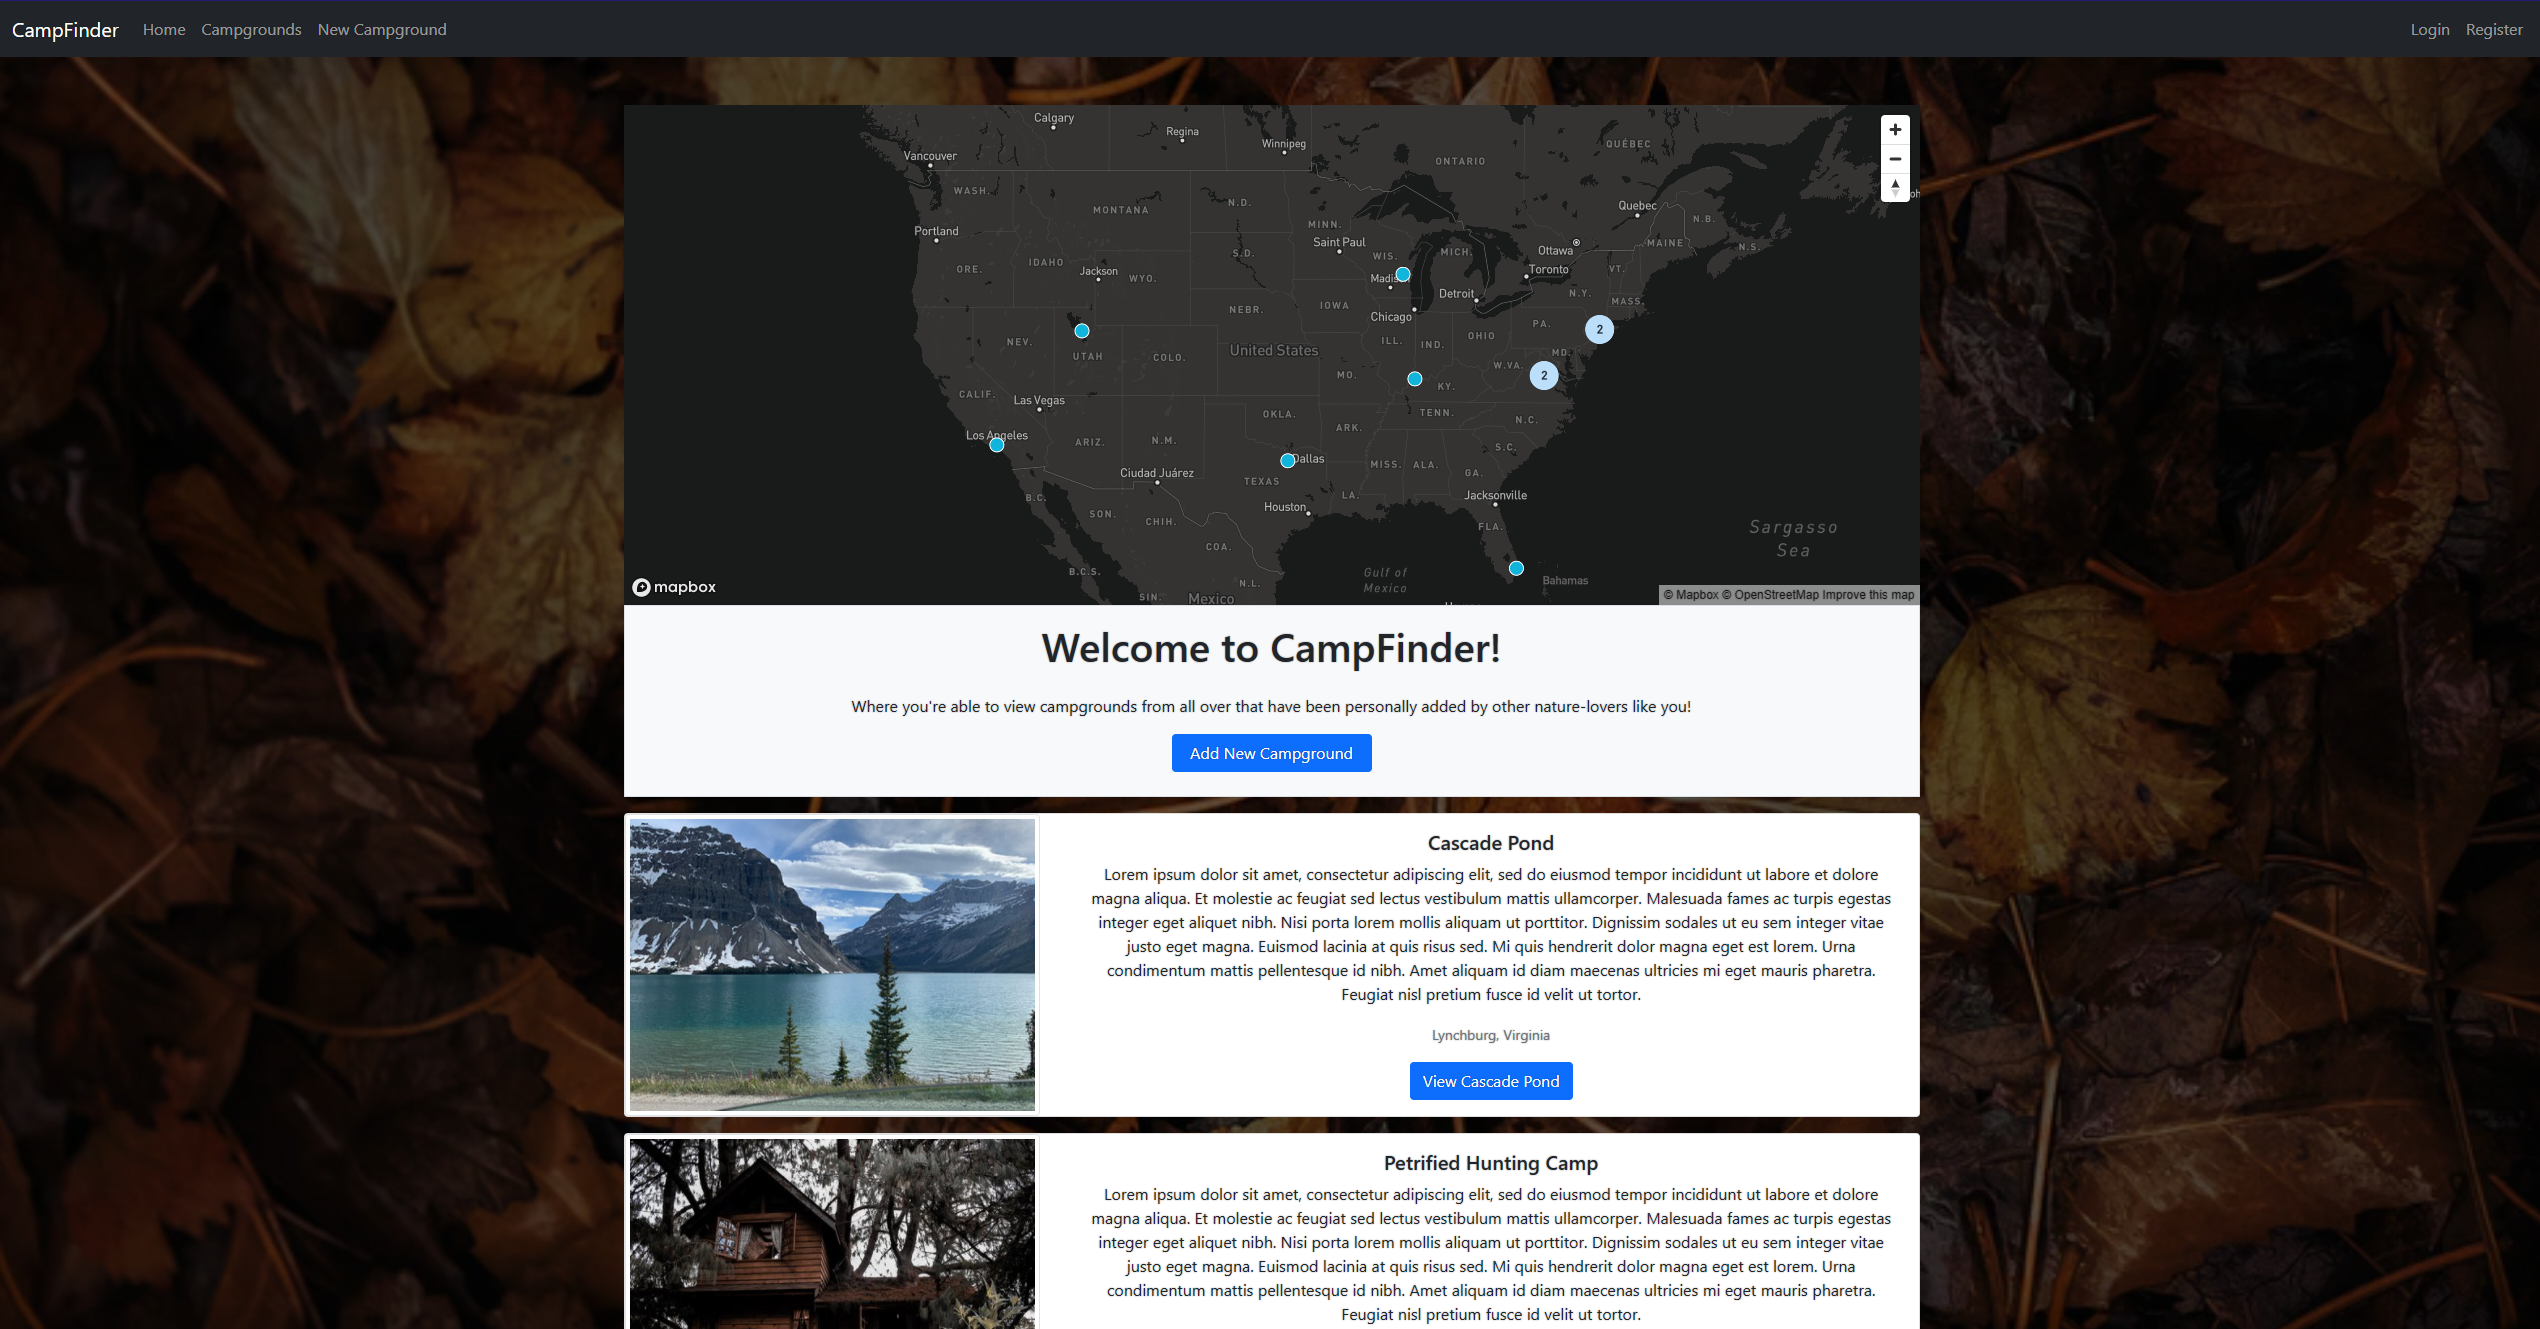 CampFinder Home Campgrounds New Campground Login Register
Calgary
Regina
Winnipeg
Vancouver
ONTARIO
QUÉBEC
WASH.
MONTANA
N.D.
MINN.
Quebec
N.B.
Portland
Saint Paul
Ottawa
MAINE
N.S.
ORE.
IDAHO
Jackson
WYO.
S.D.
WIS.
MICH.
Toronto
VT.
Detroit
N.Y.
MASS.
NEBR.
IOWA
Chicago
PA.
2
NEV.
UTAH
COLO.
United States
ILL.
IND.
OHIO
MD.
W.VA.
2
MO.
KY.
CALIF.
Las Vegas
OKLA.
TENN.
N.C.
Los Angeles
ARIZ.
N.M.
ARK.
S.C.
Dallas
MISS.
ALA.
GA.
Ciudad Juárez
TEXAS
LA.
Jacksonville
B.C.
Houston
SON.
CHIH.
FLA.
Sargasso
Sea
COA.
B.C.S.
Gulf of
Mexico
Bahamas
N.L.
SIN.
Mexico
mapbox
© Mapbox © OpenStreetMap Improve this map
Welcome to CampFinder!
Where you're able to view campgrounds from all over that have been personally added by other nature-lovers like you!
Add New Campground
Cascade Pond
Lorem ipsum dolor sit amet, consectetur adipiscing elit, sed do eiusmod tempor incididunt ut labore et dolore
magna aliqua. Et molestie ac feugiat sed lectus vestibulum mattis ullamcorper. Malesuada fames ac turpis egestas
integer eget aliquet nibh. Nisi porta lorem mollis aliquam ut porttitor. Dignissim sodales ut eu sem integer vitae
justo eget magna. Euismod lacinia at quis risus sed. Mi quis hendrerit dolor magna eget est lorem. Urna
condimentum mattis pellentesque id nibh. Amet aliquam id diam maecenas ultricies mi eget mauris pharetra.
Feugiat nisl pretium fusce id velit ut tortor.
Lynchburg, Virginia
View Cascade Pond
Petrified Hunting Camp
Lorem ipsum dolor sit amet, consectetur adipiscing elit, sed do eiusmod tempor incididunt ut labore et dolore
magna aliqua. Et molestie ac feugiat sed lectus vestibulum mattis ullamcorper. Malesuada fames ac turpis egestas
integer eget aliquet nibh. Nisi porta lorem mollis aliquam ut porttitor. Dignissim sodales ut eu sem integer vitae
justo eget magna. Euismod lacinia at quis risus sed. Mi quis hendrerit dolor magna eget est lorem. Urna
condimentum mattis pellentesque id nibh. Amet aliquam id diam maecenas ultricies mi eget mauris pharetra.
Feugiat nisl pretium fusce id velit ut tortor.